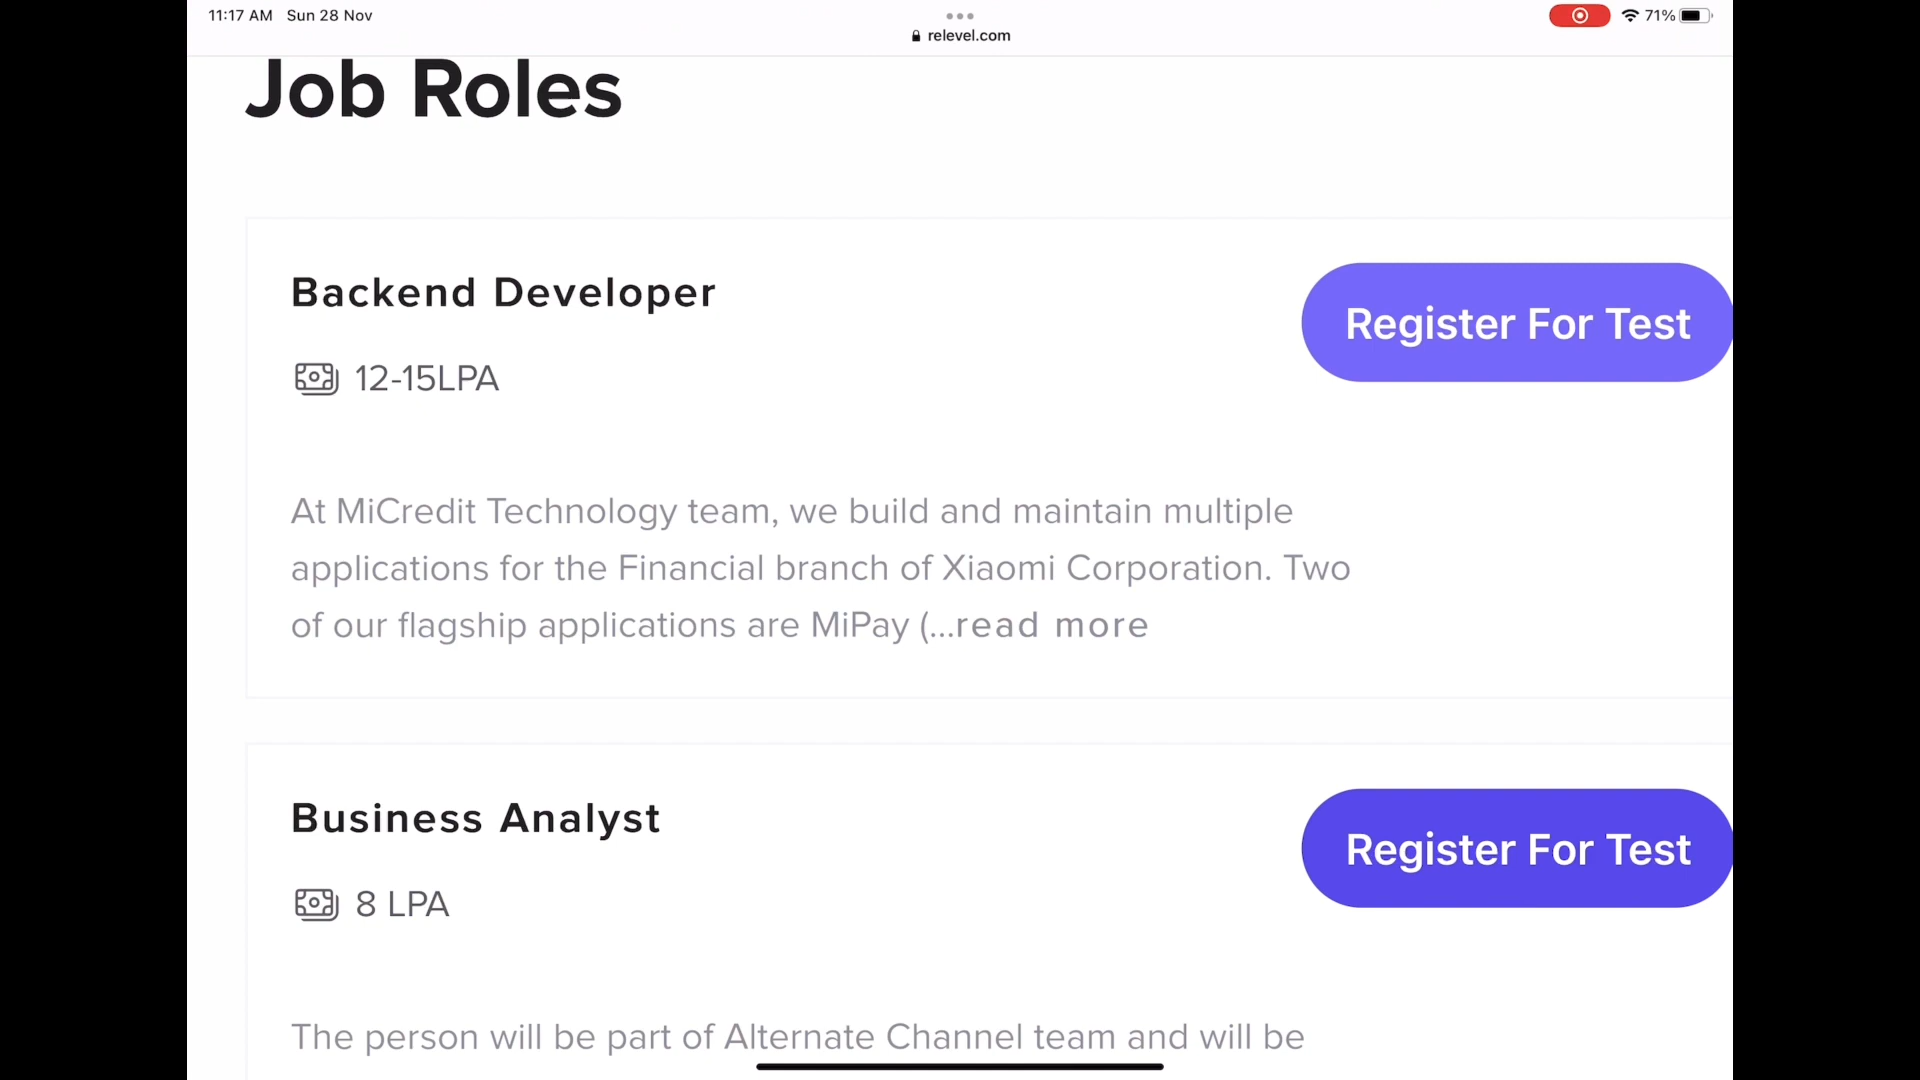 11:17 AM Sun 28 Nov
71%
relevel.com
Job Roles
Backend Developer
Register For Test
12-15LPA
At MiCredit Technology team, we build and maintain multiple
applications for the Financial branch of Xiaomi Corporation. Two
of our flagship applications are MiPay (...read more
Business Analyst
Register For Test
8 LPA
The person will be part of Alternate Channel team and will be